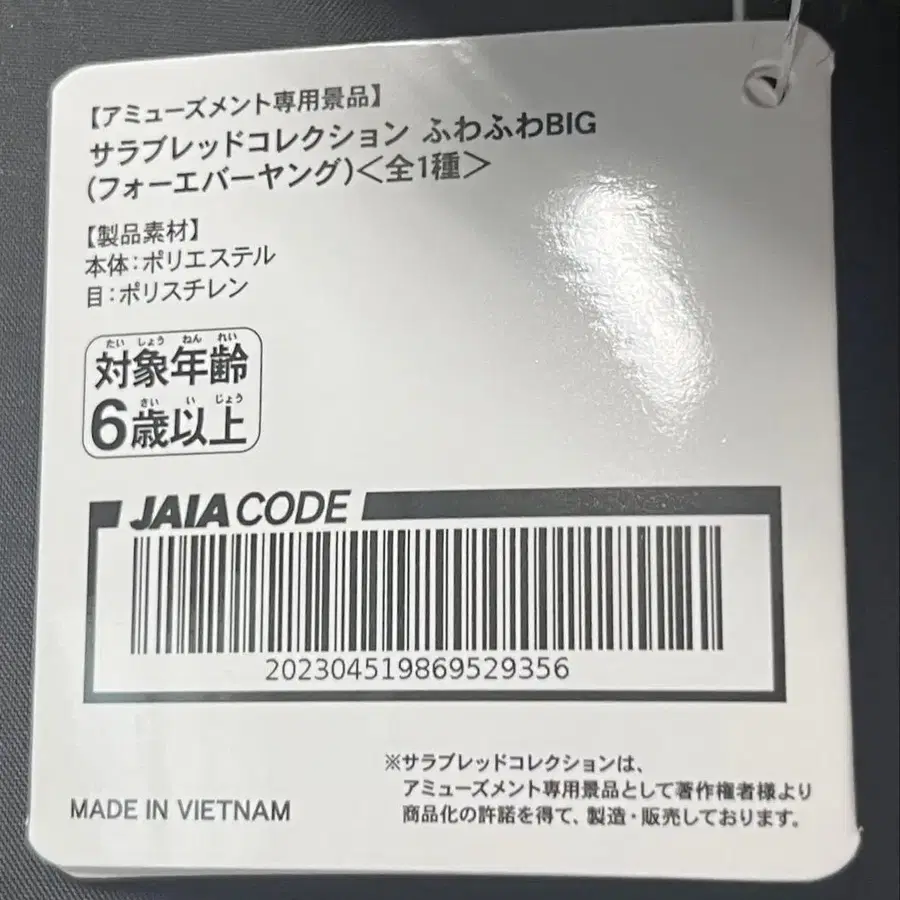 【アミューズメント専用景品】
サラブレッドコレクション ふわふわBIG
(フォーエバーヤング)<全1種>
【製品素材】
本体:ポリエステル
目:ポリスチレン
たい しょう ねん れい
対象年齢
さい い じょう
6歳以上
JAIA CODE
202304519869529356
※サラブレッドコレクションは、
アミューズメント専用景品として著作権者様より
商品化の許諾を得て、製造・販売しております。
MADE IN VIETNAM